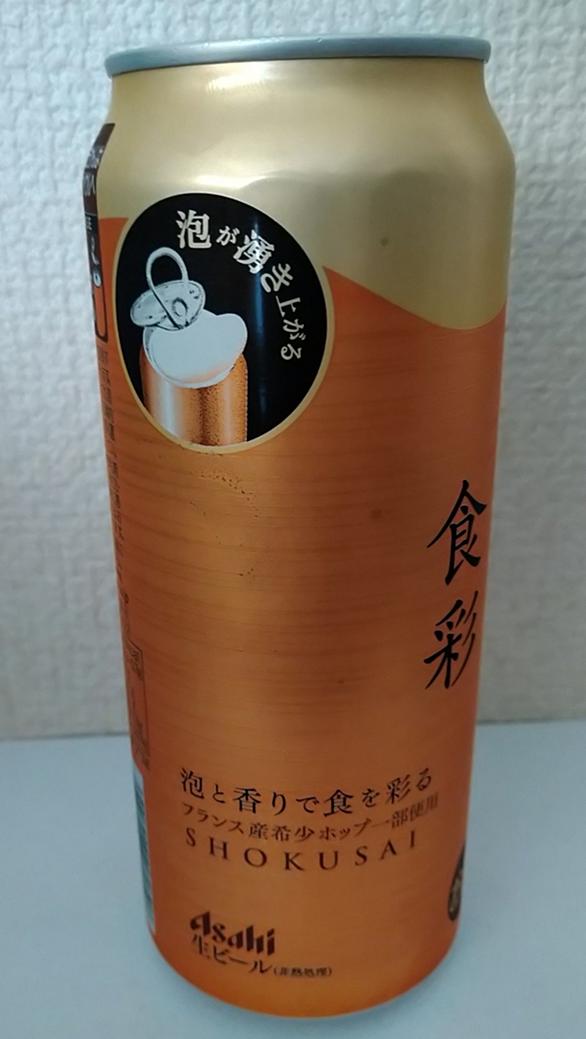 泡が湧き上がる
食彩
泡と香りで食を彩る
フランス産希少ホップ一部使用
SHOKUSAI
Asahi
生ビール(非熱処理)